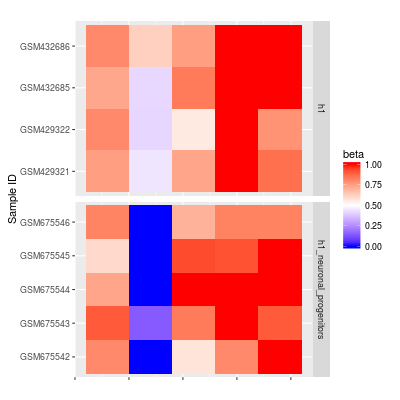 GSM432686
GSM432685
GSM429322
GSM429321
h1
GSM675546
GSM675545
GSM675544
GSM675543
GSM675542
h1_neuronal_progenitors
Sample ID
beta
1.00
0.75
0.50
0.25
0.00